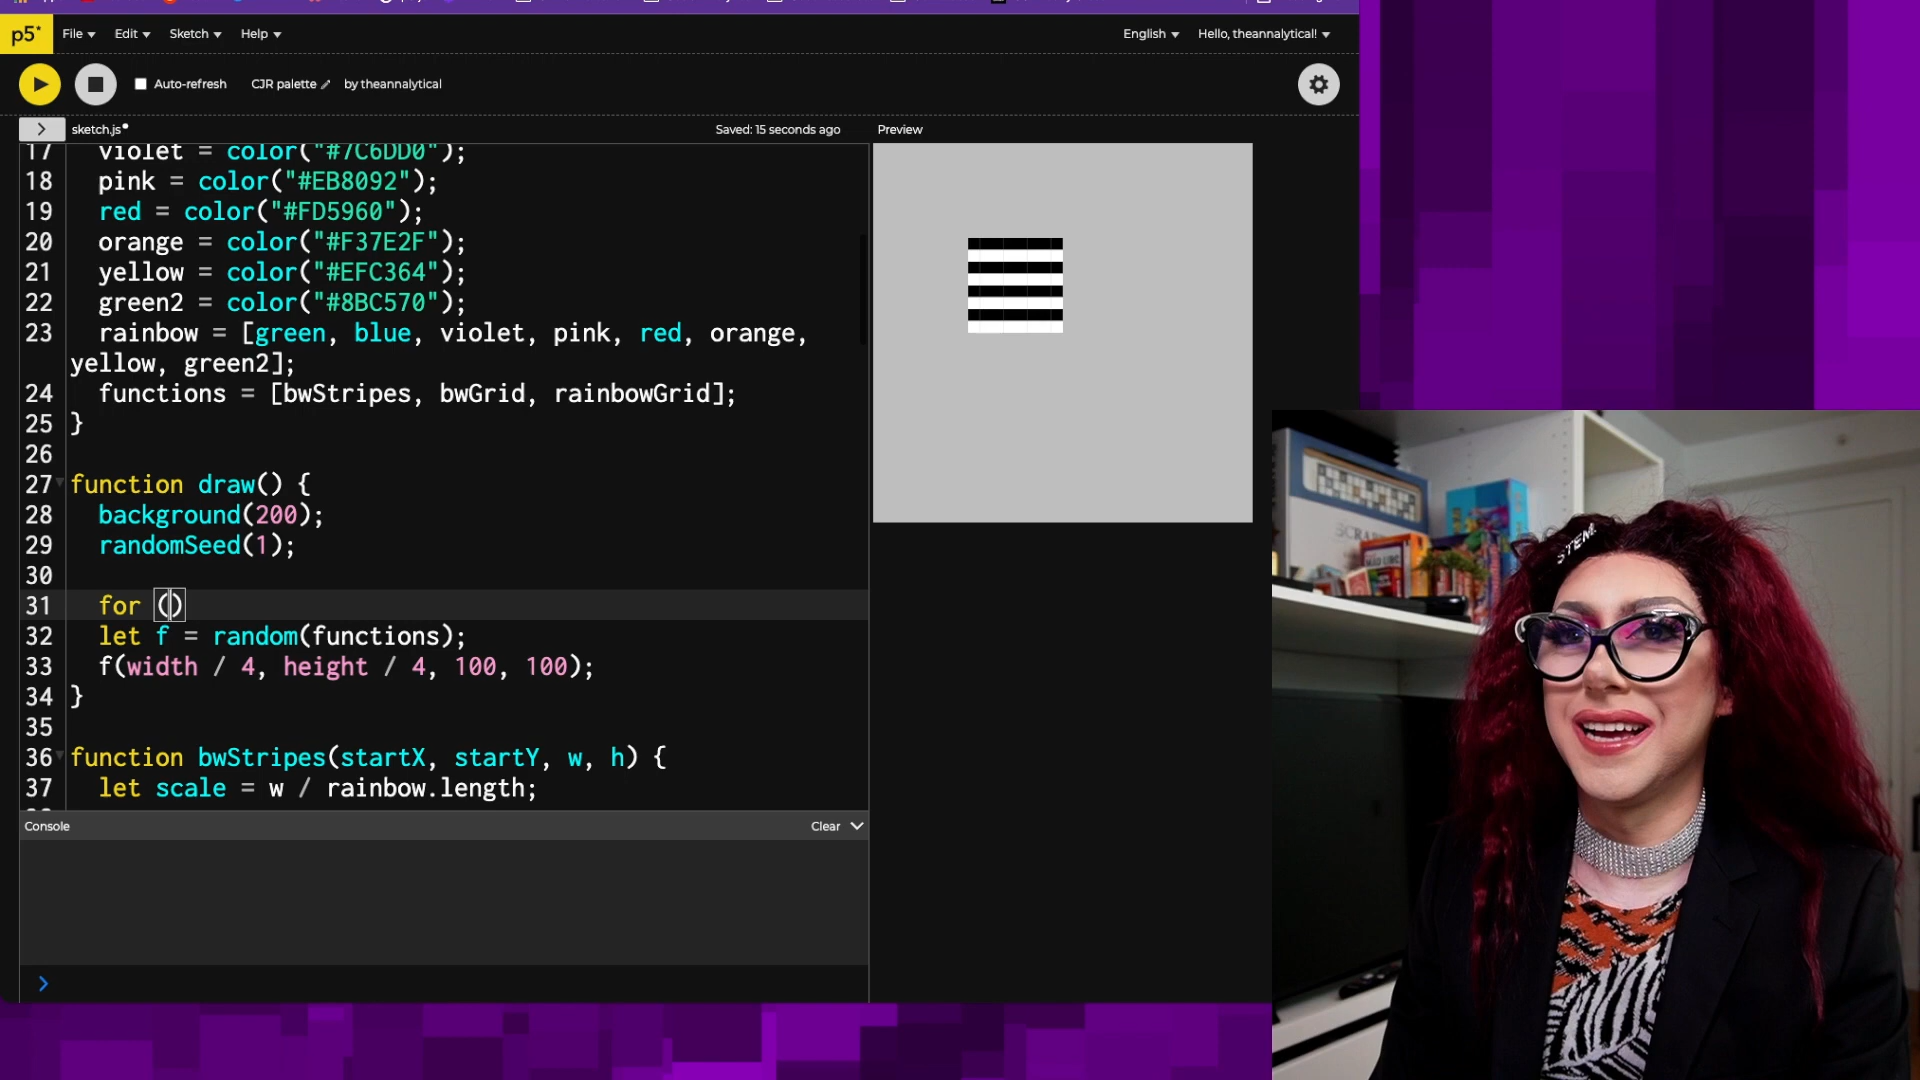 p5* File Edit Sketch Help English Hello, theannalytical!
Auto-refresh CJR palette by theannalytical
> sketch.js Saved: 15 seconds ago Preview
17 violet = color("#7C6DD0");
18 pink = color("#EB8092");
19 red = color("#FD5960");
20 orange = color("#F37E2F");
21 yellow = color("#EFC364");
22 green2 = color("#8BC570");
23 rainbow = [green, blue, violet, pink, red, orange,
yellow, green2];
24 functions = [bwStripes, bwGrid, rainbowGrid];
25 }
26
27 function draw() {
28 background(200);
29 randomSeed(1);
30
31 for ()
32 let f = random(functions);
33 f(width / 4, height / 4, 100, 100);
34 }
35
36 function bwStripes(startX, startY, w, h) {
37 let scale = w / rainbow.length;
Console Clear
>
STEM